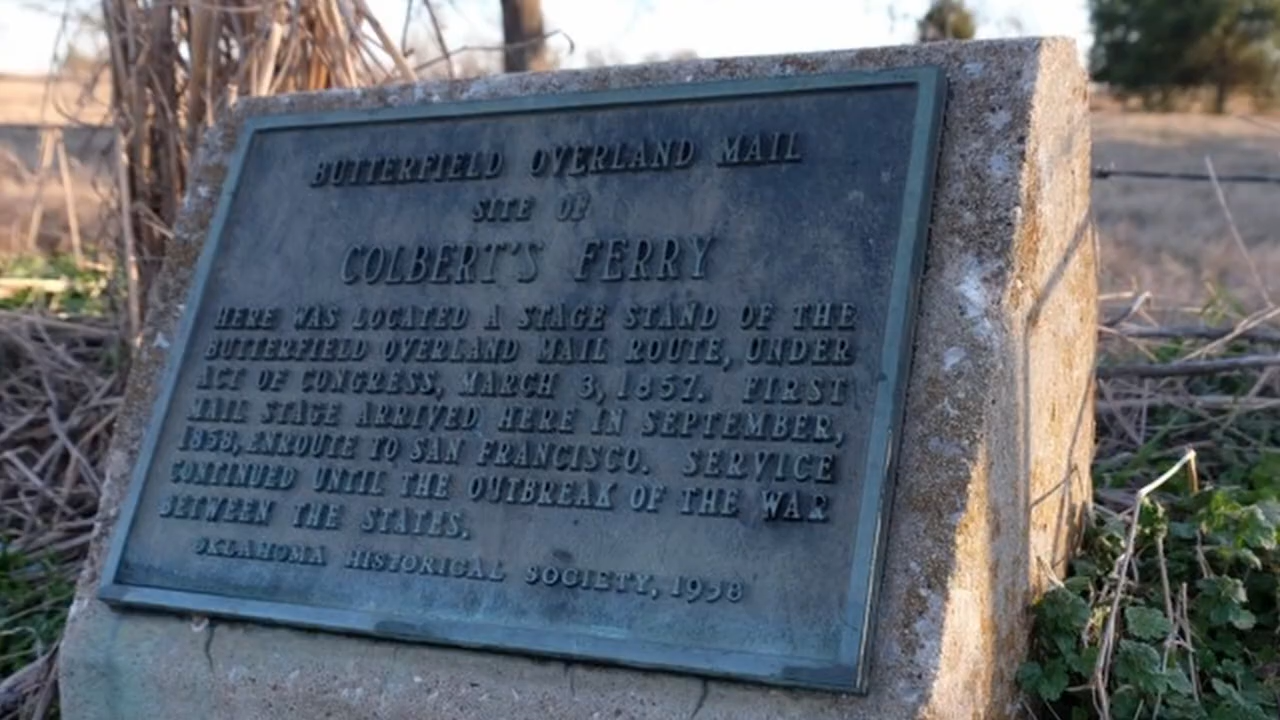 BUTTERFIELD OVERLAND MAIL
SITE OF
COLBERT'S FERRY
HERE WAS LOCATED A STAGE STAND OF THE
BUTTERFIELD OVERLAND MAIL ROUTE, UNDER
ACT OF CONGRESS, MARCH 3, 1857. FIRST
MAIL STAGE ARRIVED HERE IN SEPTEMBER,
1858, ENROUTE TO SAN FRANCISCO. SERVICE
CONTINUED UNTIL THE OUTBREAK OF THE WAR
BETWEEN THE STATES.
OKLAHOMA HISTORICAL SOCIETY, 1958